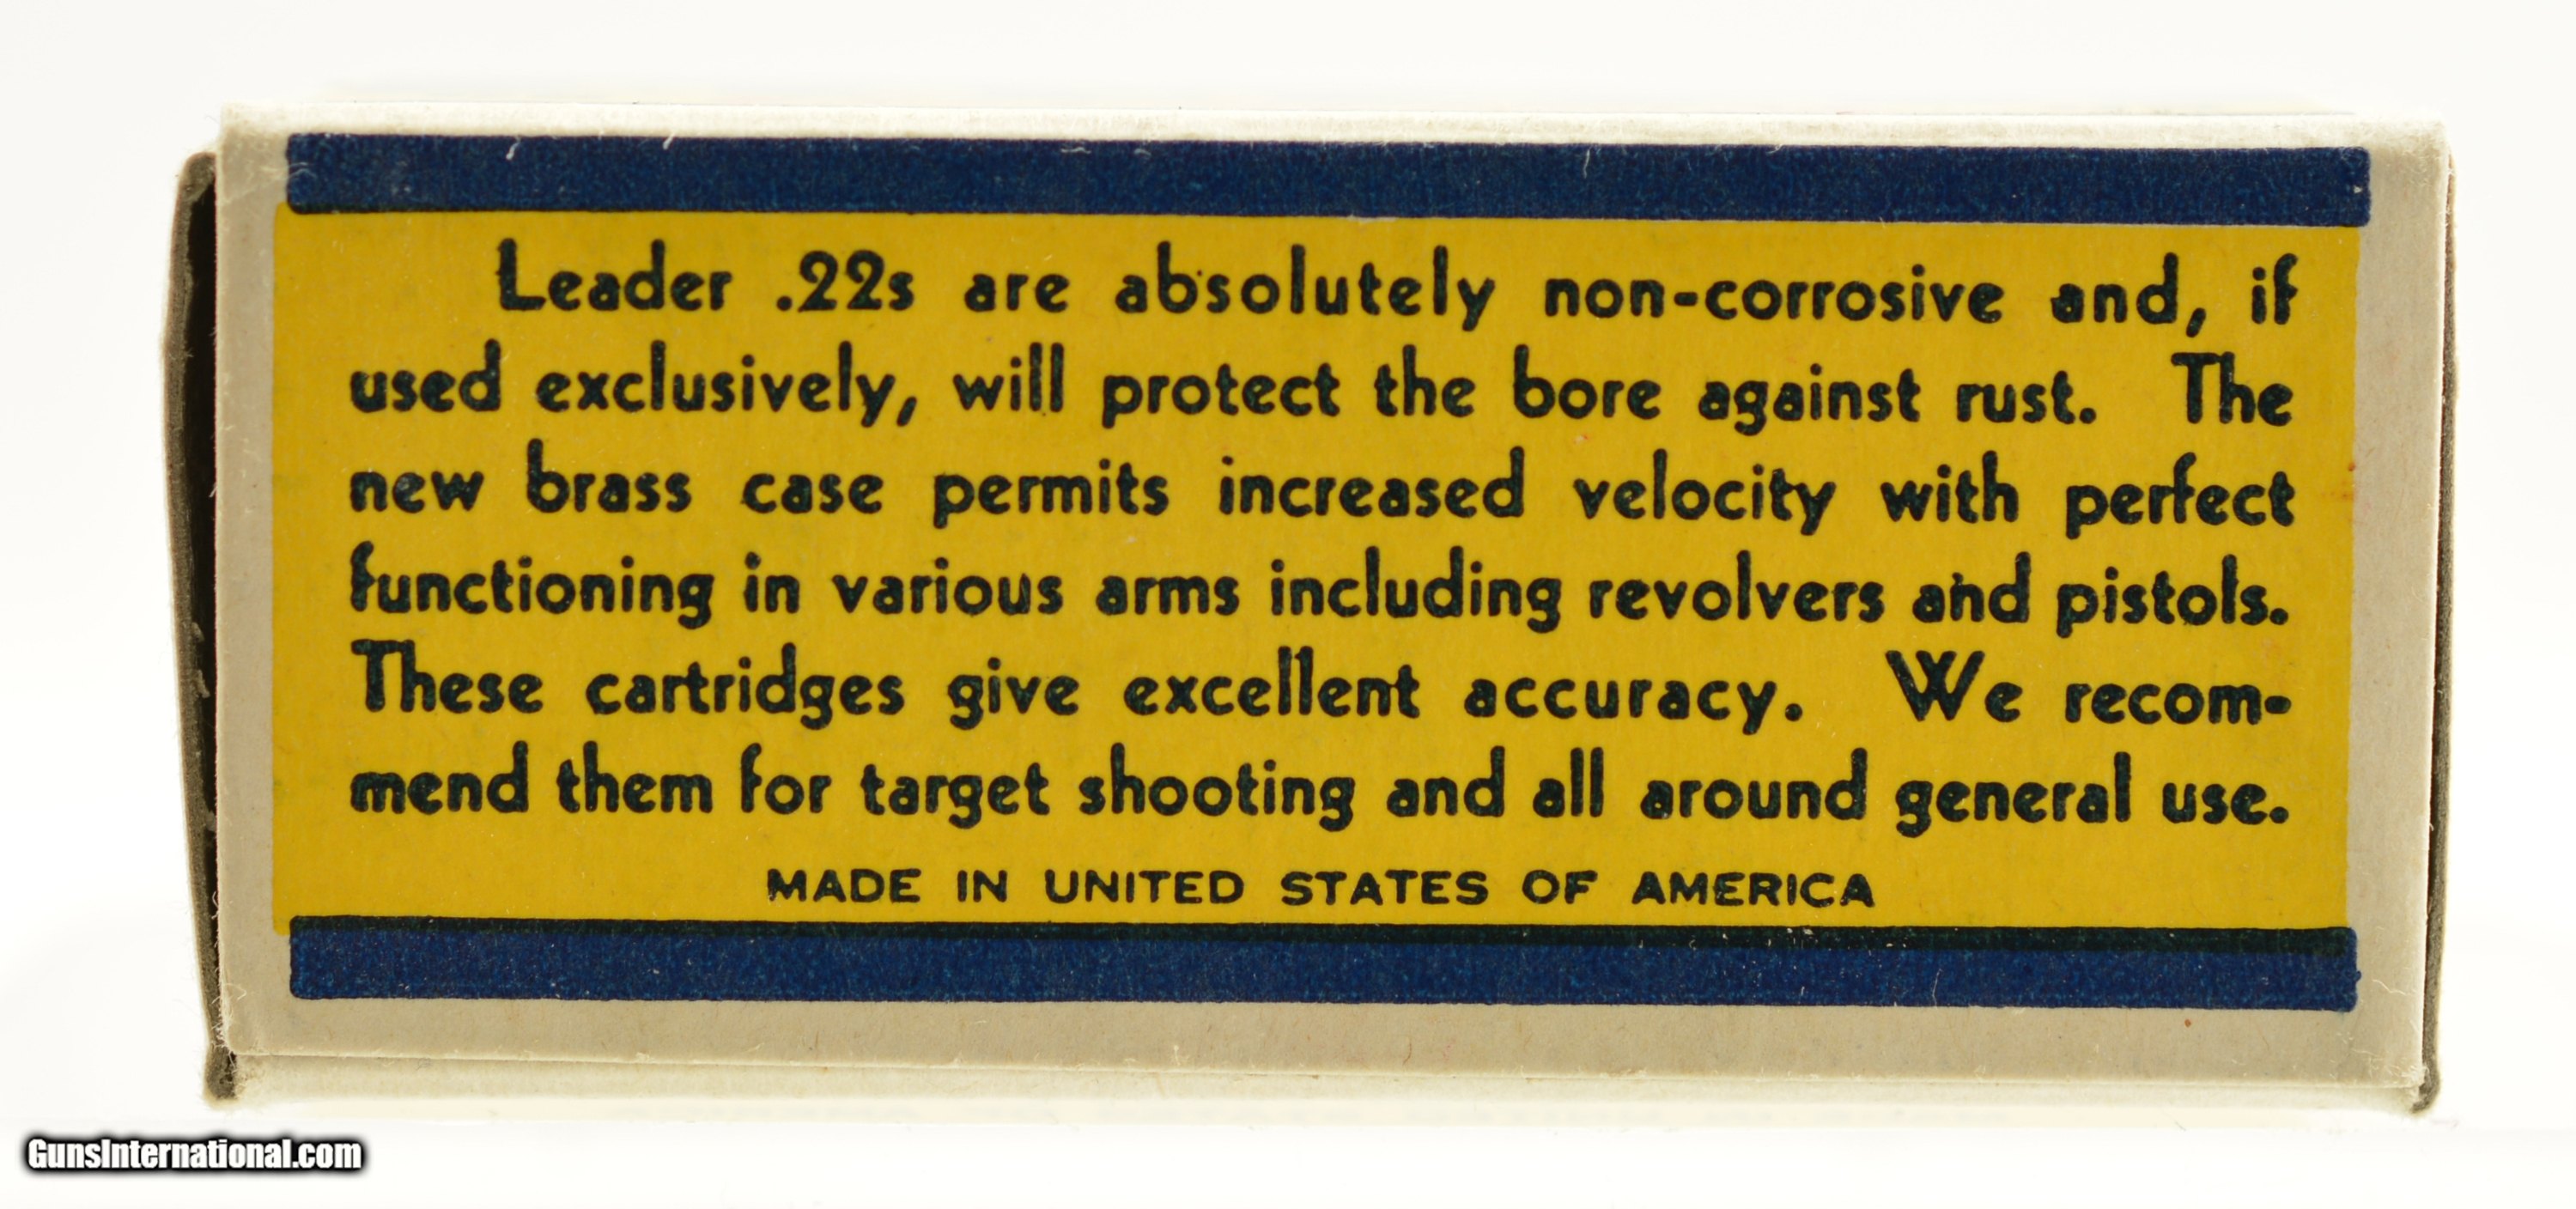 Leader .22s are absolutely non-corrosive and, if
used exclusively, will protect the bore against rust. The
new brass case permits increased velocity with perfect
functioning in various arms including revolvers and pistols.
These cartridges give excellent accuracy. We recom-
mend them for target shooting and all around general use.
MADE IN UNITED STATES OF AMERICA
GunsInternational.com